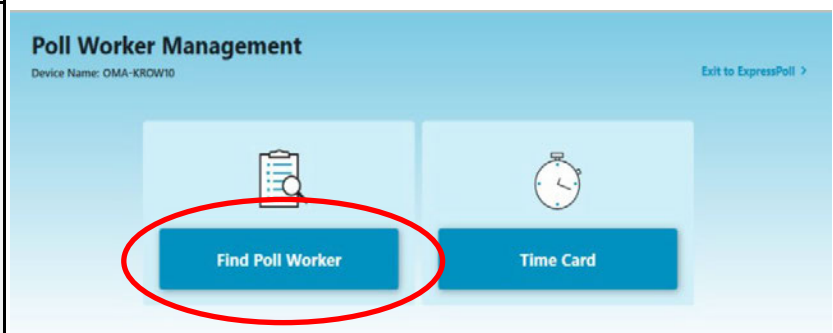 Poll Worker Management
Device Name: OMA-KROW10
Exit to ExpressPoll >
Find Poll Worker
Time Card